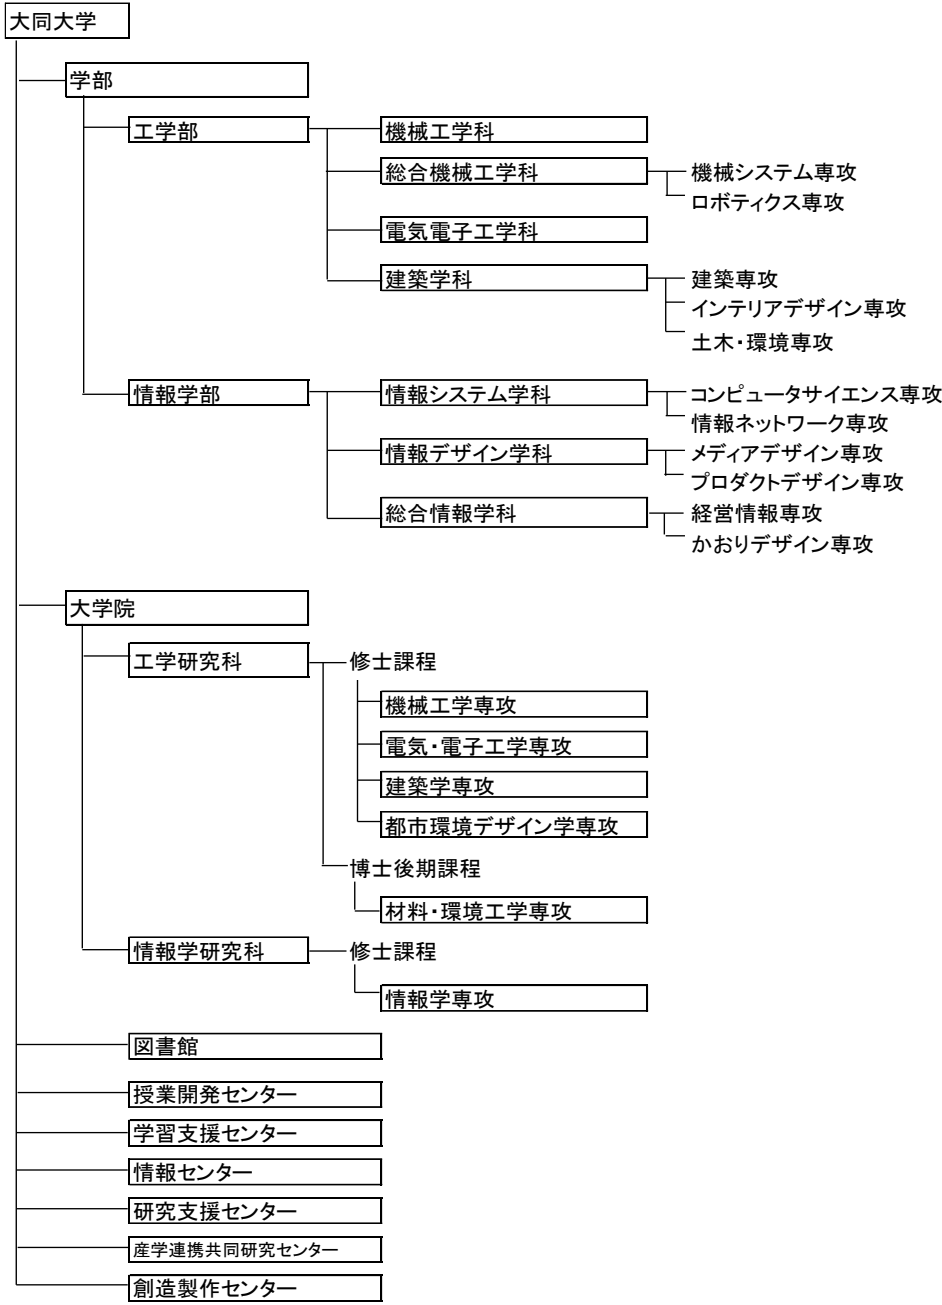 大同大学
学部
工学部
機械工学科
総合機械工学科
機械システム専攻
ロボティクス専攻
電気電子工学科
建築学科
建築専攻
インテリアデザイン専攻
土木・環境専攻
情報学部
情報システム学科
コンピュータサイエンス専攻
情報ネットワーク専攻
情報デザイン学科
メディアデザイン専攻
プロダクトデザイン専攻
総合情報学科
経営情報専攻
かおりデザイン専攻
大学院
工学研究科
修士課程
機械工学専攻
電気・電子工学専攻
建築学専攻
都市環境デザイン学専攻
博士後期課程
材料・環境工学専攻
情報学研究科
修士課程
情報学専攻
図書館
授業開発センター
学習支援センター
情報センター
研究支援センター
産学連携共同研究センター
創造製作センター